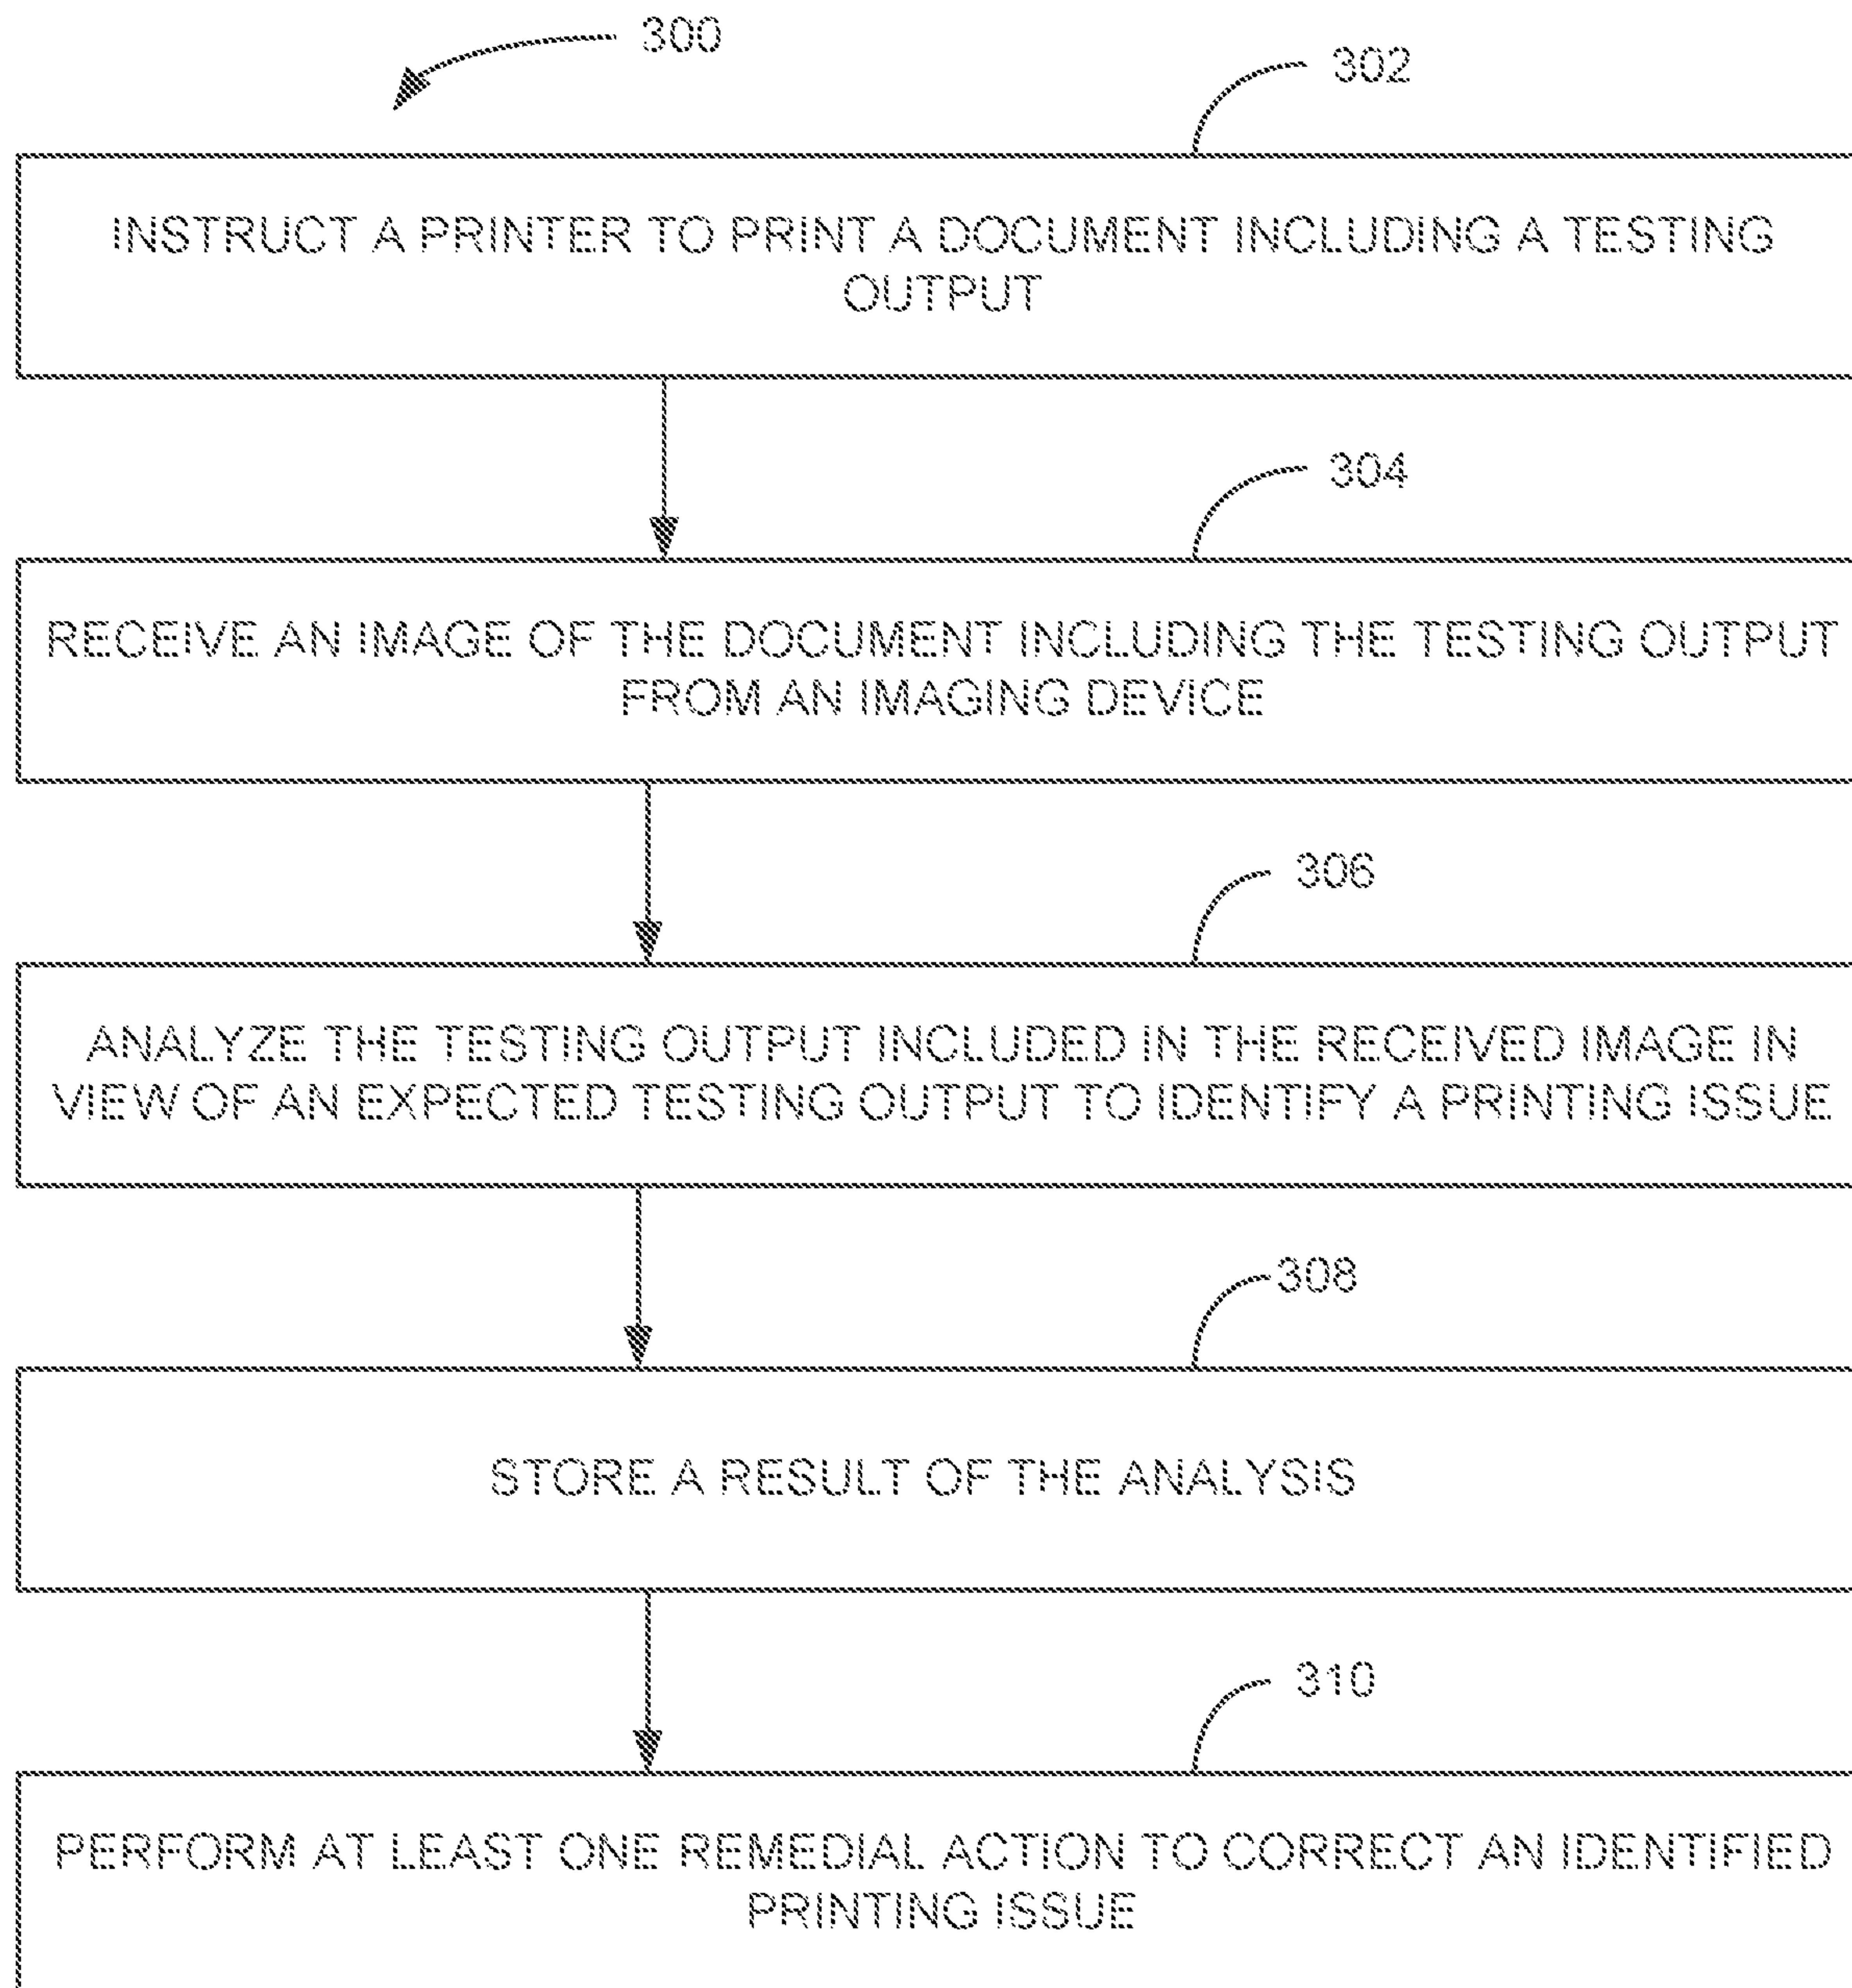 300
302
INSTRUCT A PRINTER TO PRINT A DOCUMENT INCLUDING A TESTING
OUTPUT
304
RECEIVE AN IMAGE OF THE DOCUMENT INCLUDING THE TESTING OUTPUT
FROM AN IMAGING DEVICE
306
ANALYZE THE TESTING OUTPUT INCLUDED IN THE RECEIVED IMAGE IN
VIEW OF AN EXPECTED TESTING OUTPUT TO IDENTIFY A PRINTING ISSUE
308
STORE A RESULT OF THE ANALYSIS
310
PERFORM AT LEAST ONE REMEDIAL ACTION TO CORRECT AN IDENTIFIED
PRINTING ISSUE